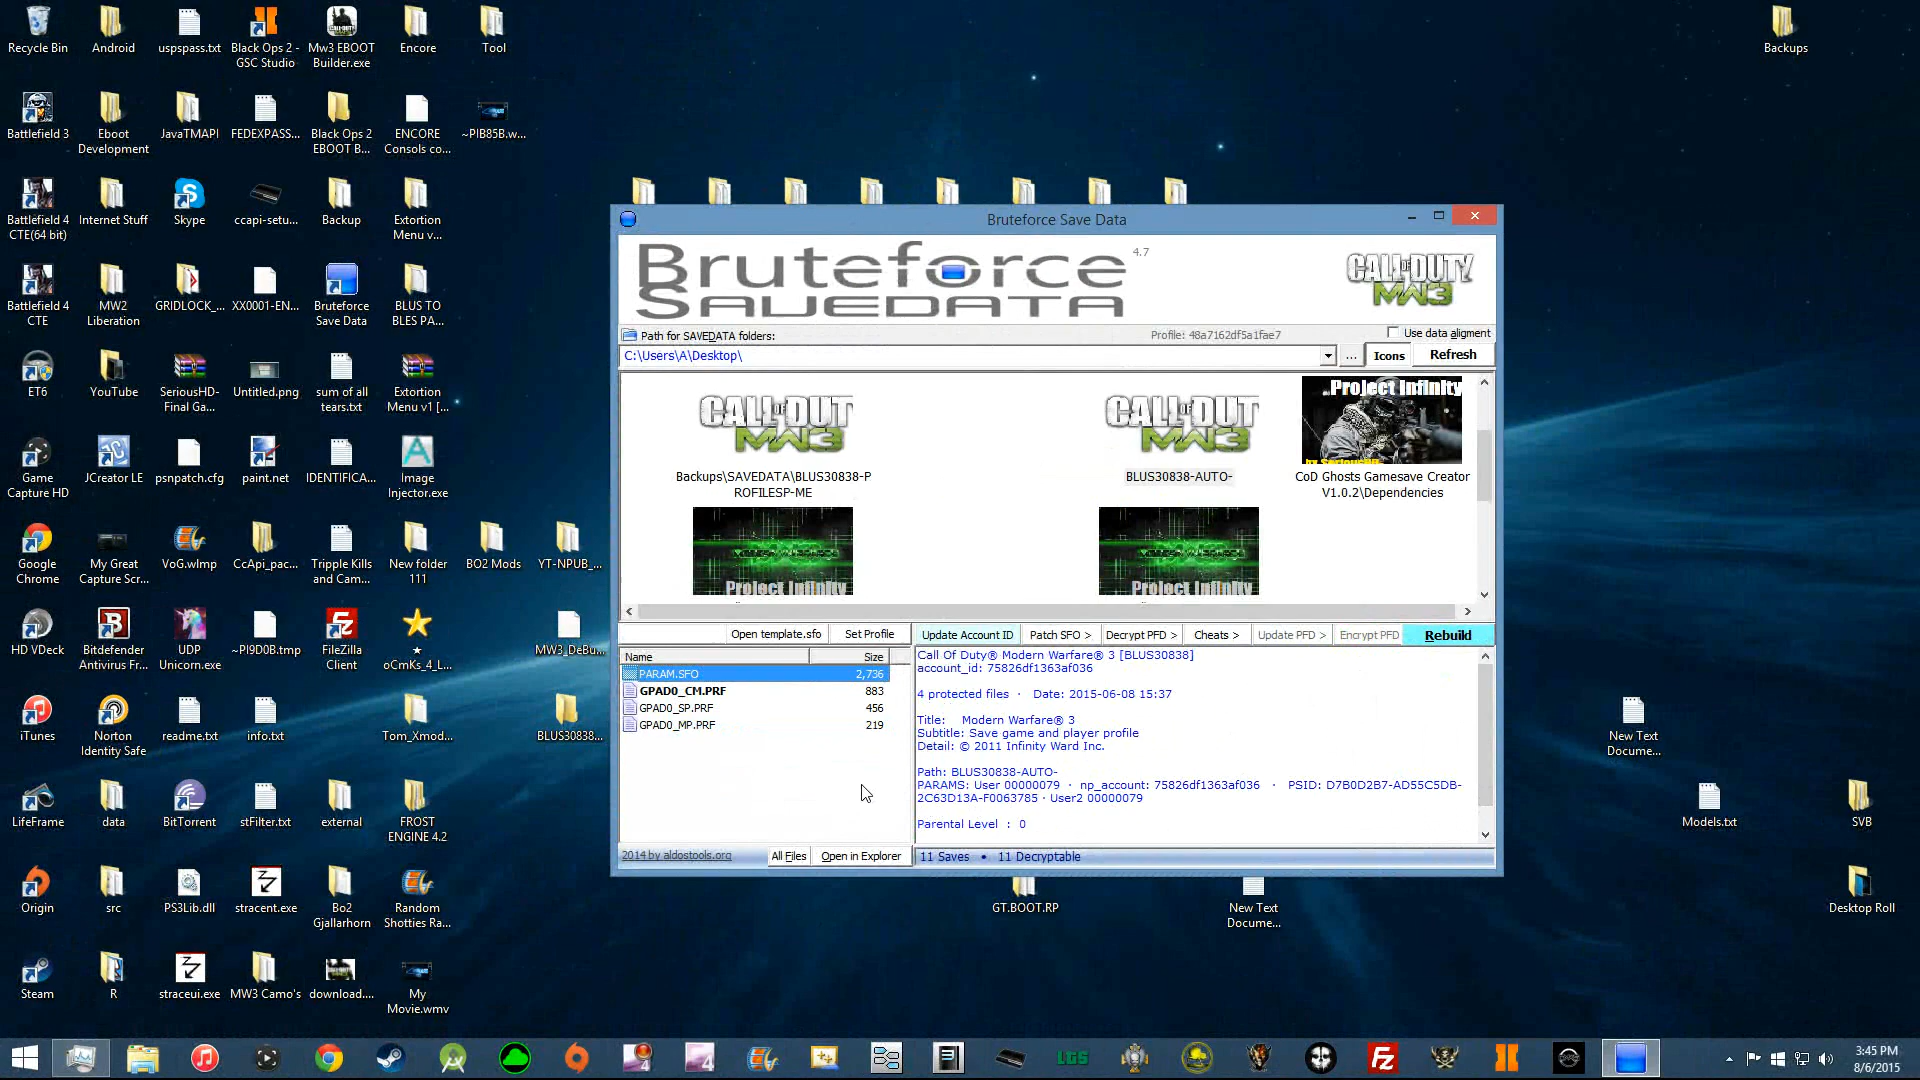 Recycle Bin
Android
uspspass.txt
Black Ops 2 -
GSC Studio
Mw3 EBOOT
Builder.exe
Encore
Tool
Backups
Battlefield 3
Eboot
Development
JavaTMAPI
FEDEXPASS...
Black Ops 2
EBOOT B...
ENCORE
Consols co...
~PIB85B.w...
Battlefield 4
CTE(64 bit)
Internet Stuff
Skype
ccapi-setu...
Backup
Extortion
Menu v...
Battlefield 4
CTE
MW2
Liberation
GRIDLOCK_...
XX0001-EN...
Bruteforce
Save Data
BLUS TO
BLES PA...
ET6
YouTube
SeriousHD-
Final Ga...
Untitled.png
sum of all
tears.txt
Extortion
Menu v1 [...
Game
Capture HD
JCreator LE
psnpatch.cfg
paint.net
IDENTIFICA...
Image
Injector.exe
Google
Chrome
My Great
Capture Scr...
VoG.wlmp
CcApi_pac...
Tripple Kills
and Cam...
New folder
111
BO2 Mods
YT-NPUB_...
HD VDeck
Bitdefender
Antivirus Fr...
UDP
Unicorn.exe
~PI9D0B.tmp
FileZilla
Client
★
oCmKs_4_L...
MW3_DeBu...
iTunes
Norton
Identity Safe
readme.txt
info.txt
Tom_Xmod...
BLUS30838...
LifeFrame
data
BitTorrent
stFilter.txt
external
FROST
ENGINE 4.2
Origin
src
PS3Lib.dll
stracent.exe
Bo2
Gjallarhorn
Random
Shotties Ra...
Steam
R
straceui.exe
MW3 Camo's
download....
My
Movie.wmv
Bruteforce Save Data
Bruteforce
SAVEDATA
4.7
CALL OF DUTY
MW3
Path for SAVEDATA folders:
Profile: 48a7162df5a1fae7
Use data aligment
C:\Users\A\Desktop\
...
Icons
Refresh
CALL OF DUT
MW3
CALL OF DUT
MW3
Project Infinity
Backups\SAVEDATA\BLUS30838-P
ROFILESP-ME
BLUS30838-AUTO-
CoD Ghosts Gamesave Creator
V1.0.2\Dependencies
Project Infinity
Project Infinity
Open template.sfo
Set Profile
Update Account ID
Patch SFO >
Decrypt PFD >
Cheats >
Update PFD >
Encrypt PFD
Rebuild
Name
Size
PARAM.SFO
2,736
GPAD0_CM.PRF
883
GPAD0_SP.PRF
456
GPAD0_MP.PRF
219
Call Of Duty® Modern Warfare® 3 [BLUS30838]
account_id: 75826df1363af036
4 protected files · Date: 2015-06-08 15:37
Title: Modern Warfare® 3
Subtitle: Save game and player profile
Detail: © 2011 Infinity Ward Inc.
Path: BLUS30838-AUTO-
PARAMS: User 00000079 · np_account: 75826df1363af036 · PSID: D7B0D2B7-AD55C5DB-
2C63D13A-F0063785 · User2 00000079
Parental Level : 0
2014 by aldostools.org
All Files
Open in Explorer
11 Saves • 11 Decryptable
GT.BOOT.RP
New Text
Docume...
New Text
Docume...
Models.txt
SVB
Desktop Roll
LTS
3:45 PM
8/6/2015